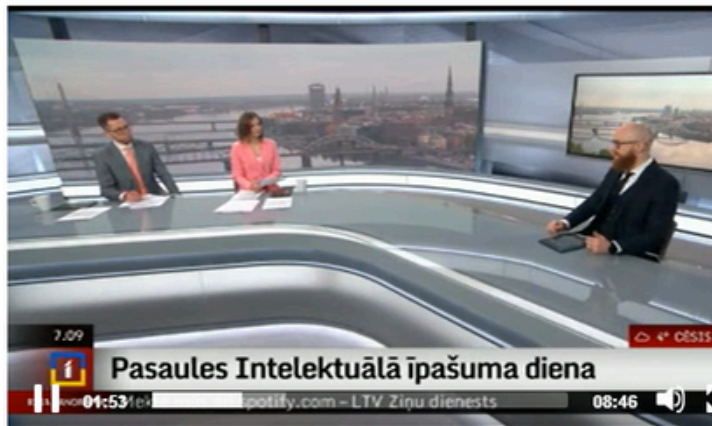 7.09
4° CĒSIS
Pasaules Intelektuālā īpašuma diena
spotify.com – LTV Ziņu dienests
01:53
08:46